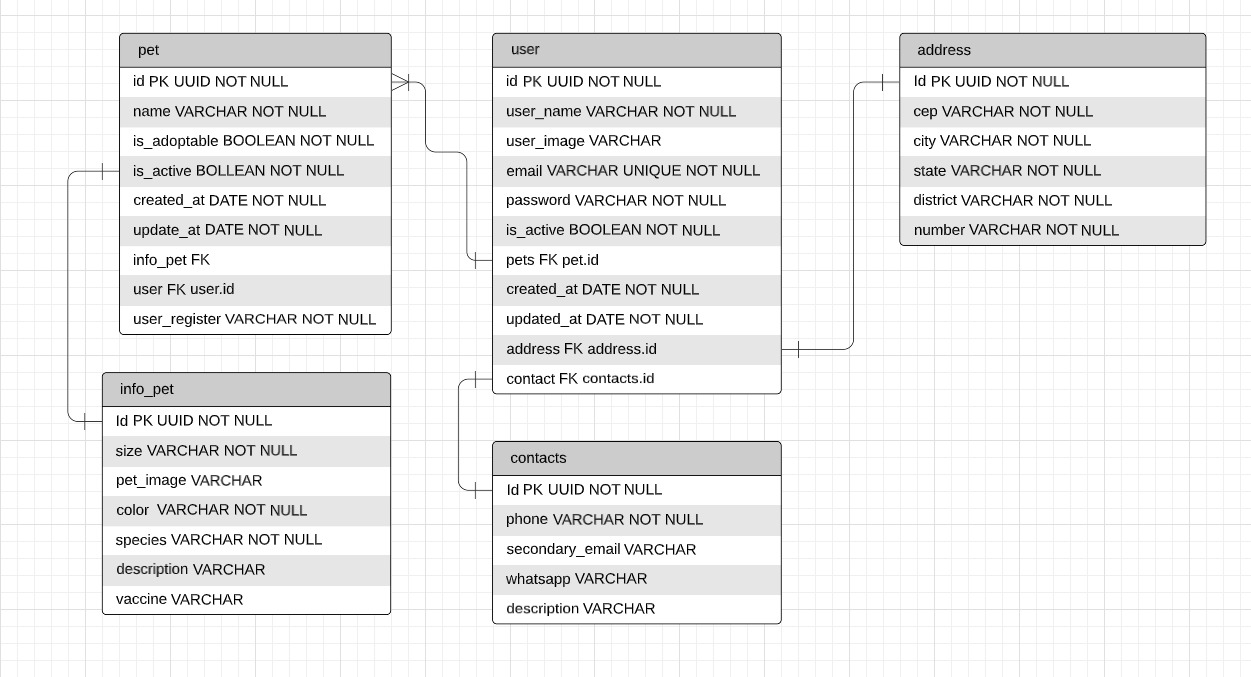 pet
id PK UUID NOT NULL
name VARCHAR NOT NULL
is_adoptable BOOLEAN NOT NULL
is_active BOLLEAN NOT NULL
created_at DATE NOT NULL
update_at DATE NOT NULL
info_pet FK
user FK user.id
user_register VARCHAR NOT NULL
info_pet
Id PK UUID NOT NULL
size VARCHAR NOT NULL
pet_image VARCHAR
color VARCHAR NOT NULL
species VARCHAR NOT NULL
description VARCHAR
vaccine VARCHAR
user
id PK UUID NOT NULL
user_name VARCHAR NOT NULL
user_image VARCHAR
email VARCHAR UNIQUE NOT NULL
password VARCHAR NOT NULL
is_active BOOLEAN NOT NULL
pets FK pet.id
created_at DATE NOT NULL
updated_at DATE NOT NULL
address FK address.id
contact FK contacts.id
contacts
Id PK UUID NOT NULL
phone VARCHAR NOT NULL
secondary_email VARCHAR
whatsapp VARCHAR
description VARCHAR
address
Id PK UUID NOT NULL
cep VARCHAR NOT NULL
city VARCHAR NOT NULL
state VARCHAR NOT NULL
district VARCHAR NOT NULL
number VARCHAR NOT NULL